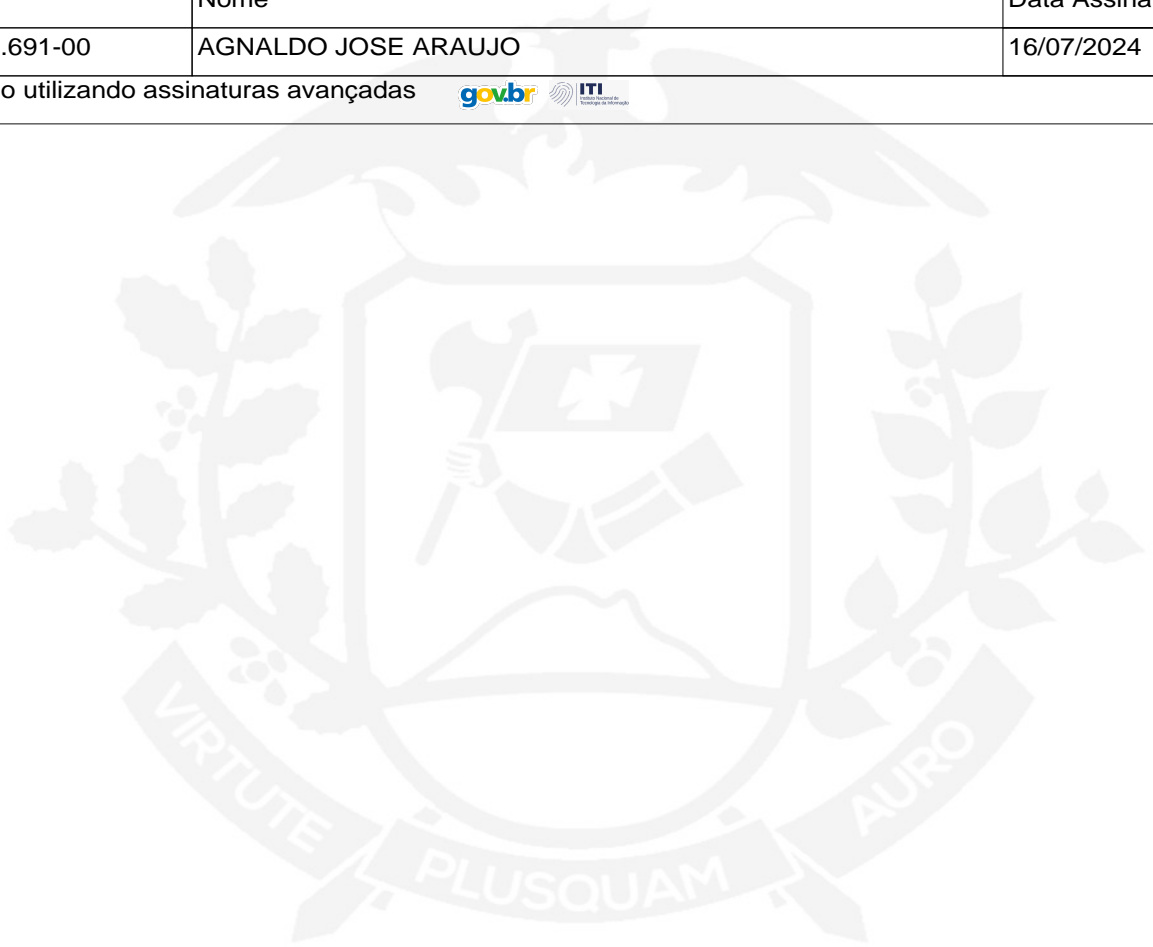 Nome Data Assina
.691-00 AGNALDO JOSE ARAUJO 16/07/2024
o utilizando assinaturas avançadas gov.br ITI
VIRTUTE PLUSQUAM AURO